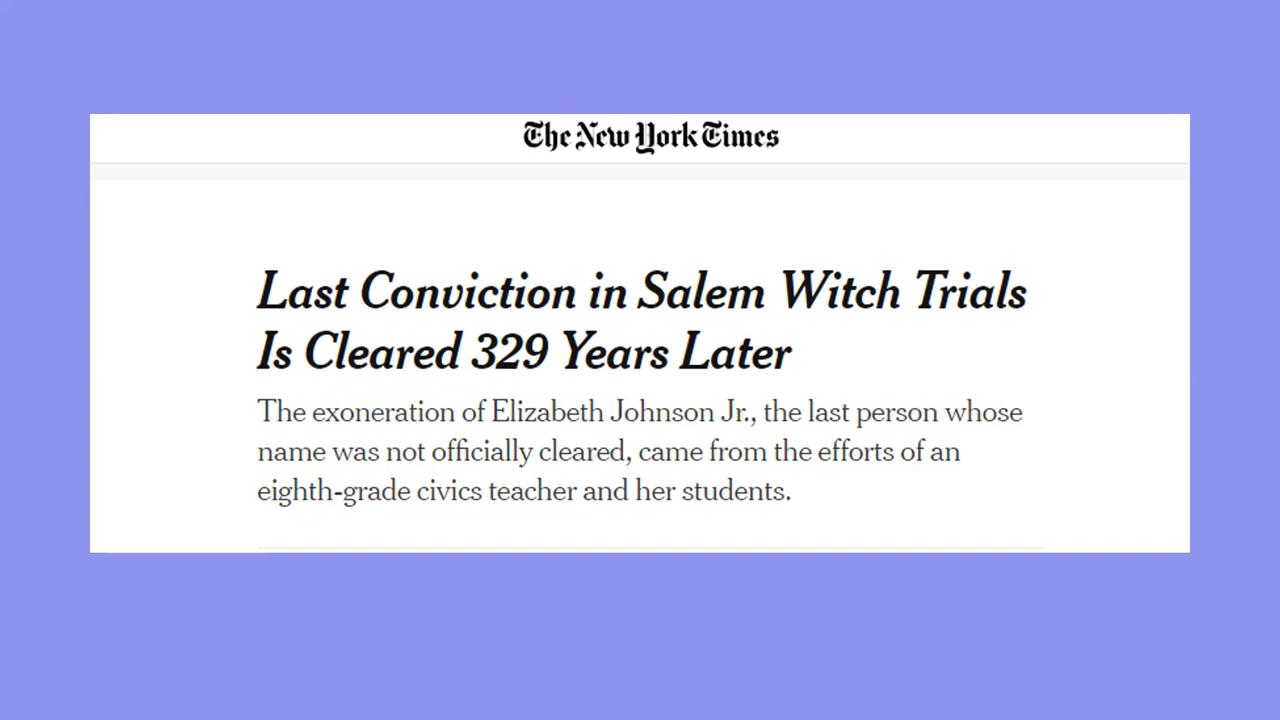 The New York Times
Last Conviction in Salem Witch Trials
Is Cleared 329 Years Later
The exoneration of Elizabeth Johnson Jr., the last person whose
name was not officially cleared, came from the efforts of an
eighth-grade civics teacher and her students.